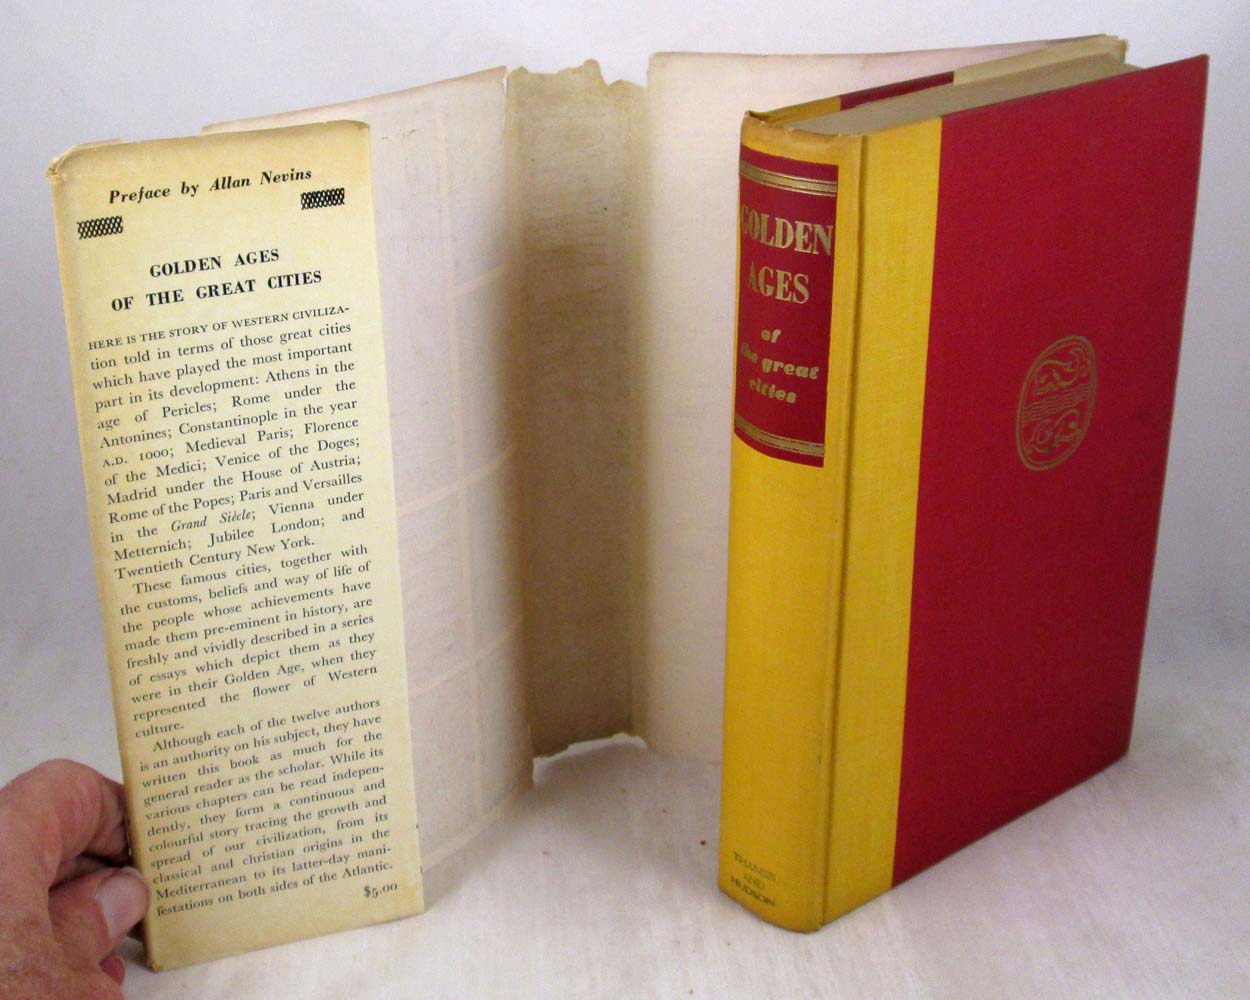 Preface by Allan Nevins
GOLDEN AGES
OF THE GREAT CITIES
HERE IS THE STORY OF WESTERN CIVILIZA-
tion told in terms of those great cities
which have played the most important
part in its development: Athens in the
age of Pericles; Rome under the
Antonines; Constantinople in the year
A.D. 1000; Medieval Paris; Florence
of the Medici; Venice of the Doges;
Madrid under the House of Austria;
Rome of the Popes; Paris and Versailles
in the Grand Siècle; Vienna under
Metternich; Jubilee London; and
Twentieth Century New York.
These famous cities, together with
the customs, beliefs and way of life of
the people whose achievements have
made them pre-eminent in history, are
freshly and vividly described in a series
of essays which depict them as they
were in their Golden Age, when they
represented the flower of Western
culture.
Although each of the twelve authors
is an authority on his subject, they have
written this book as much for the
general reader as the scholar. While its
various chapters can be read indepen-
dently, they form a continuous and
colourful story tracing the growth and
spread of our civilization, from its
classical and christian origins in the
Mediterranean to its latter-day mani-
festations on both sides of the Atlantic.
$5.00
GOLDEN
AGES
of
the great
cities
THAMES
AND
HUDSON